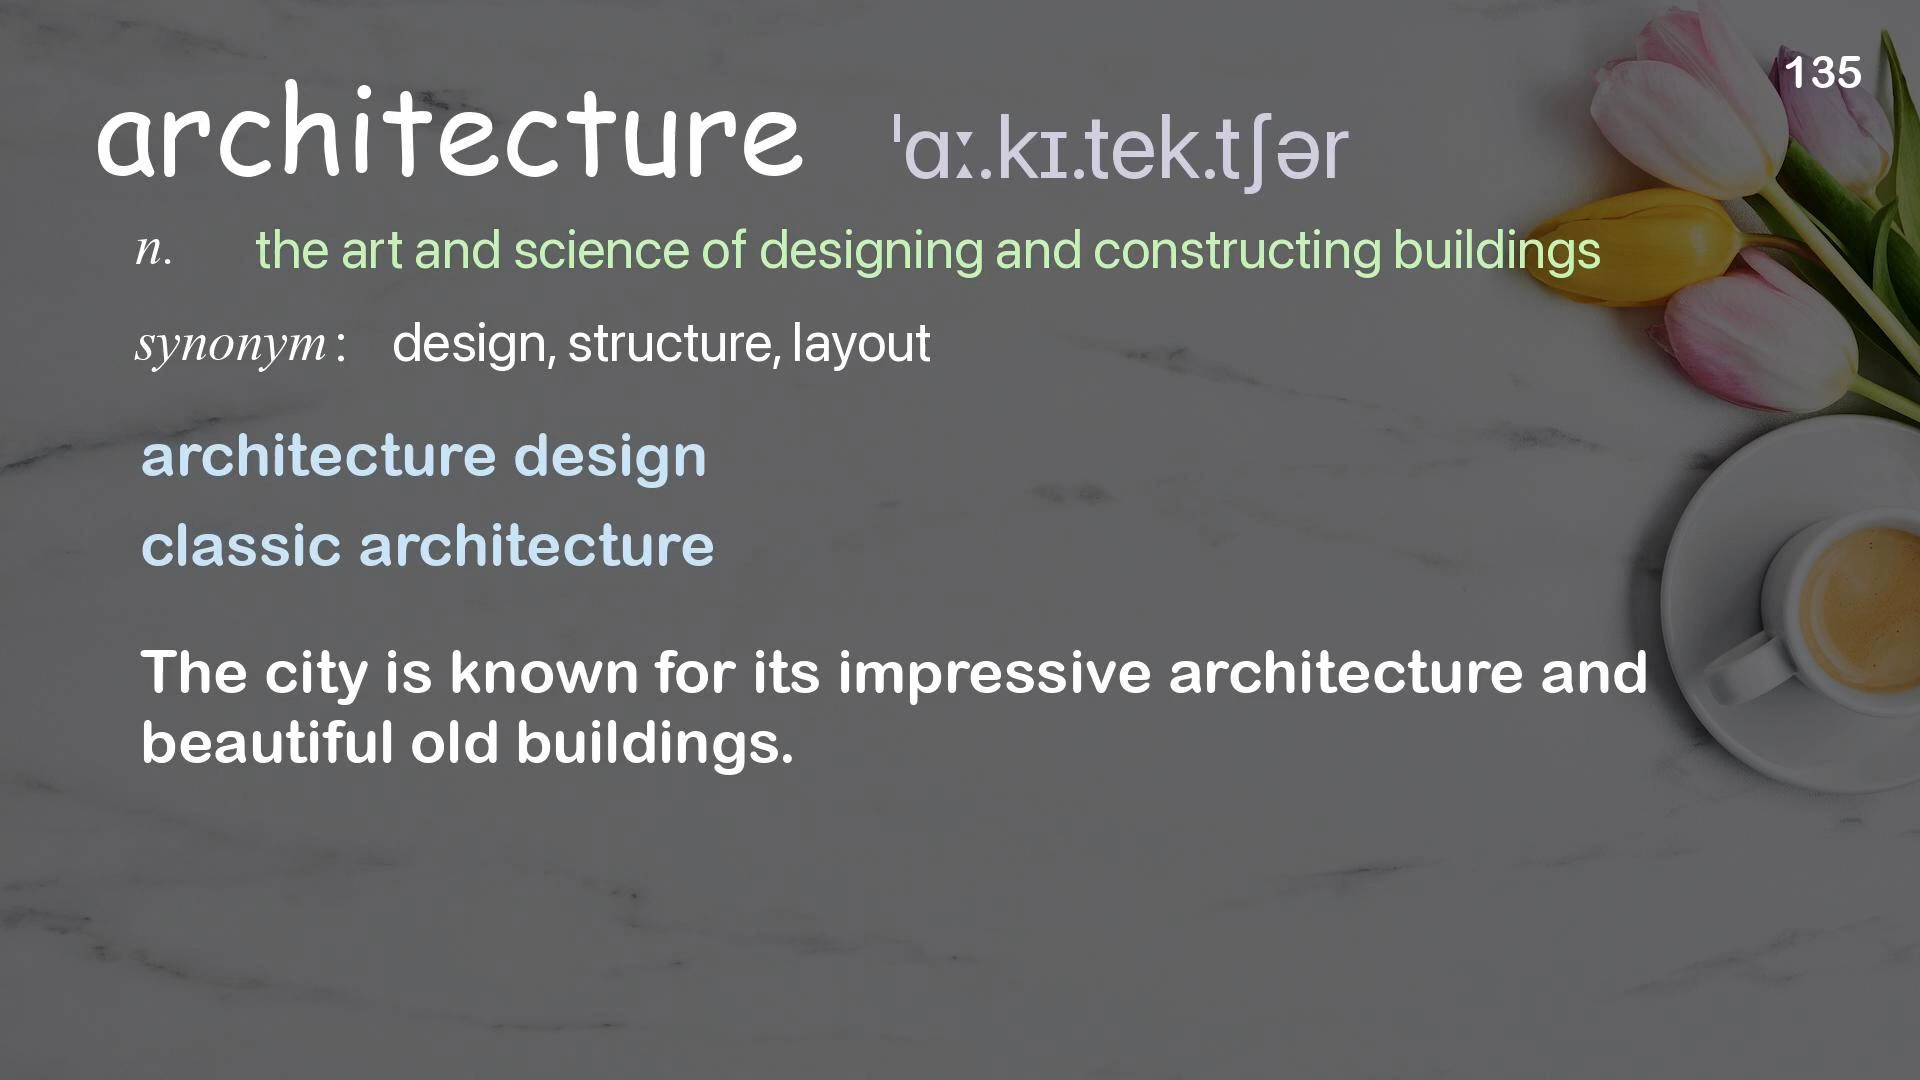 135
architecture ˈɑː.kɪ.tek.tʃər
n. the art and science of designing and constructing buildings
synonym: design, structure, layout
architecture design
classic architecture
The city is known for its impressive architecture and
beautiful old buildings.